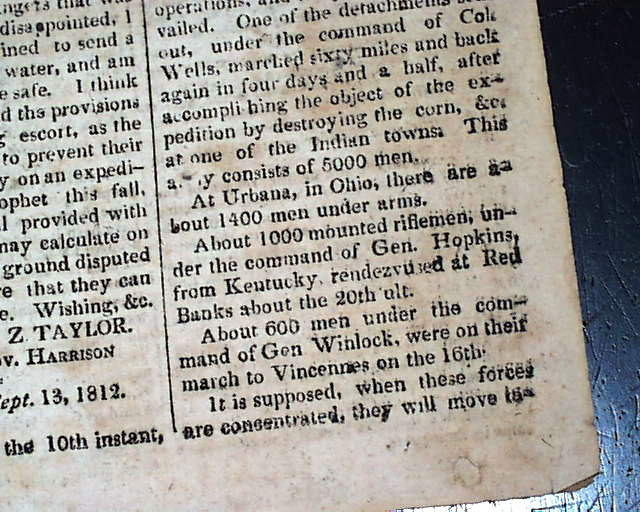 disappointed, I
ined to send a
water, and am
e safe. I think
d the provisions
escort, as the
to prevent their
y on an expedi-
ophet this fall,
l provided with
may calculate on
ground disputed
e that they can
e. Wishing, &c.
Z. TAYLOR.
ov. HARRISON
ept. 13, 1812.
the 10th instant,
vailed. One of the detachments
out, under the command of Col.
Wells, marched sixty miles and back
again in four days and a half, after
accomplishing the object of the ex-
pedition by destroying the corn, &c.
at one of the Indian towns. This
a y consists of 5000 men.
At Urbana, in Ohio, there are a-
bout 1400 men under arms.
About 1000 mounted riflemen, un-
der the command of Gen. Hopkins,
from Kentucky, rendezvused at Red
Banks about the 20th ult.
About 600 men under the com-
mand of Gen Winlock, were on their
march to Vincennes on the 16th.
It is supposed, when these forces
are concentrated, they will move to-